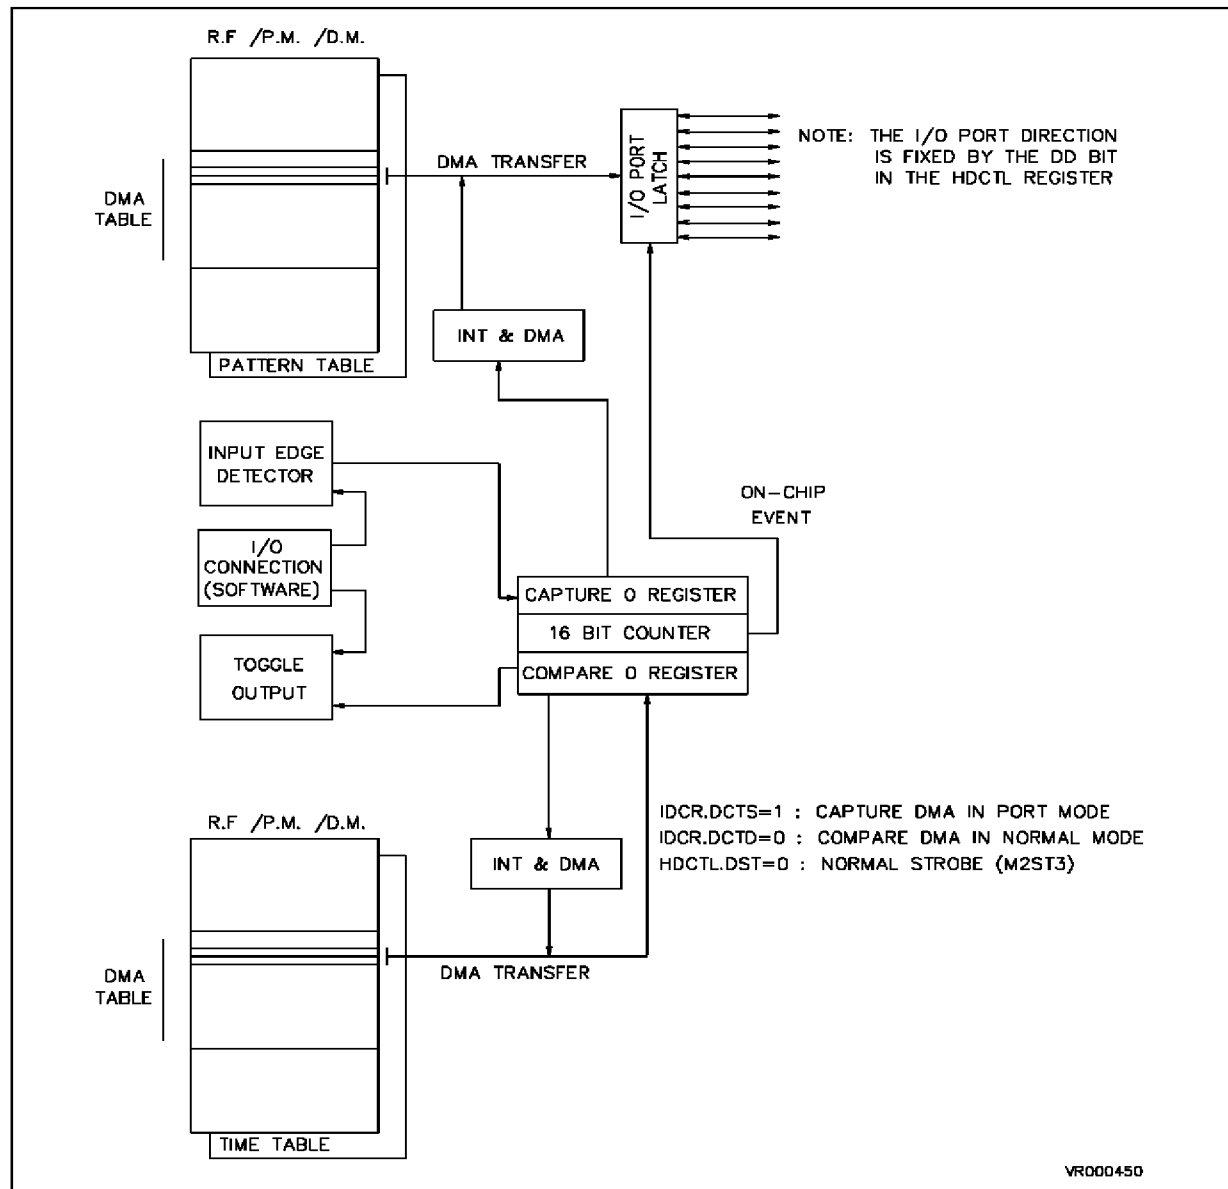 R.F /P.M. /D.M.
DMA TRANSFER
I/O PORT
LATCH
NOTE: THE I/O PORT DIRECTION
IS FIXED BY THE DD BIT
IN THE HDCTL REGISTER
DMA
TABLE
INT & DMA
PATTERN TABLE
INPUT EDGE
DETECTOR
ON-CHIP
EVENT
I/O
CONNECTION
(SOFTWARE)
CAPTURE 0 REGISTER
16 BIT COUNTER
COMPARE 0 REGISTER
TOGGLE
OUTPUT
R.F /P.M. /D.M.
IDCR.DCTS=1 : CAPTURE DMA IN PORT MODE
IDCR.DCTD=0 : COMPARE DMA IN NORMAL MODE
HDCTL.DST=0 : NORMAL STROBE (M2ST3)
INT & DMA
DMA TRANSFER
DMA
TABLE
TIME TABLE
VR000450